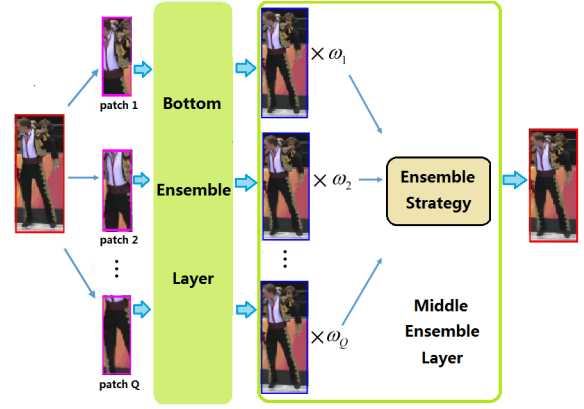 patch 1
patch 2
patch Q
Bottom
Ensemble
Layer
× ω1
× ω2
× ωQ
Ensemble
Strategy
Middle
Ensemble
Layer